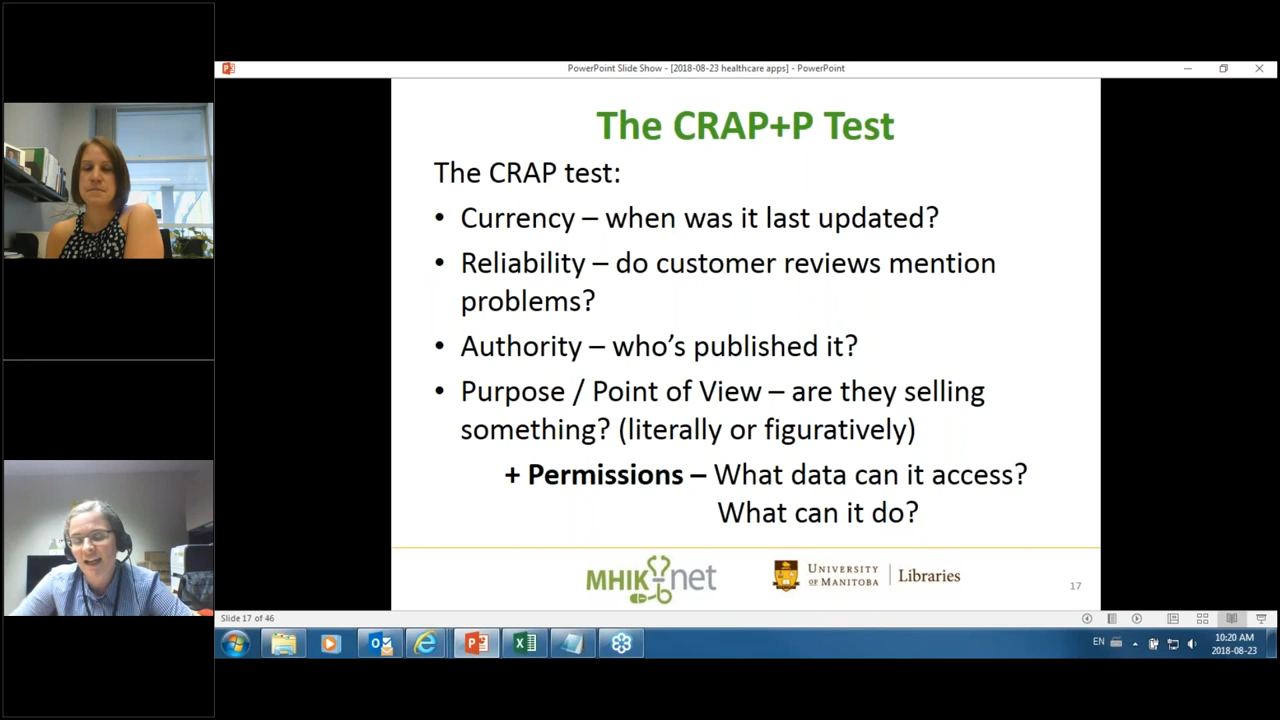 PowerPoint Slide Show - [2018-08-23 healthcare apps] - PowerPoint
The CRAP+P Test
The CRAP test:
• Currency – when was it last updated?
• Reliability – do customer reviews mention
problems?
• Authority – who's published it?
• Purpose / Point of View – are they selling
something? (literally or figuratively)
+ Permissions – What data can it access?
What can it do?
MHIKnet
UNIVERSITY
OF MANITOBA
Libraries
17
Slide 17 of 46
EN
10:20 AM
2018-08-23